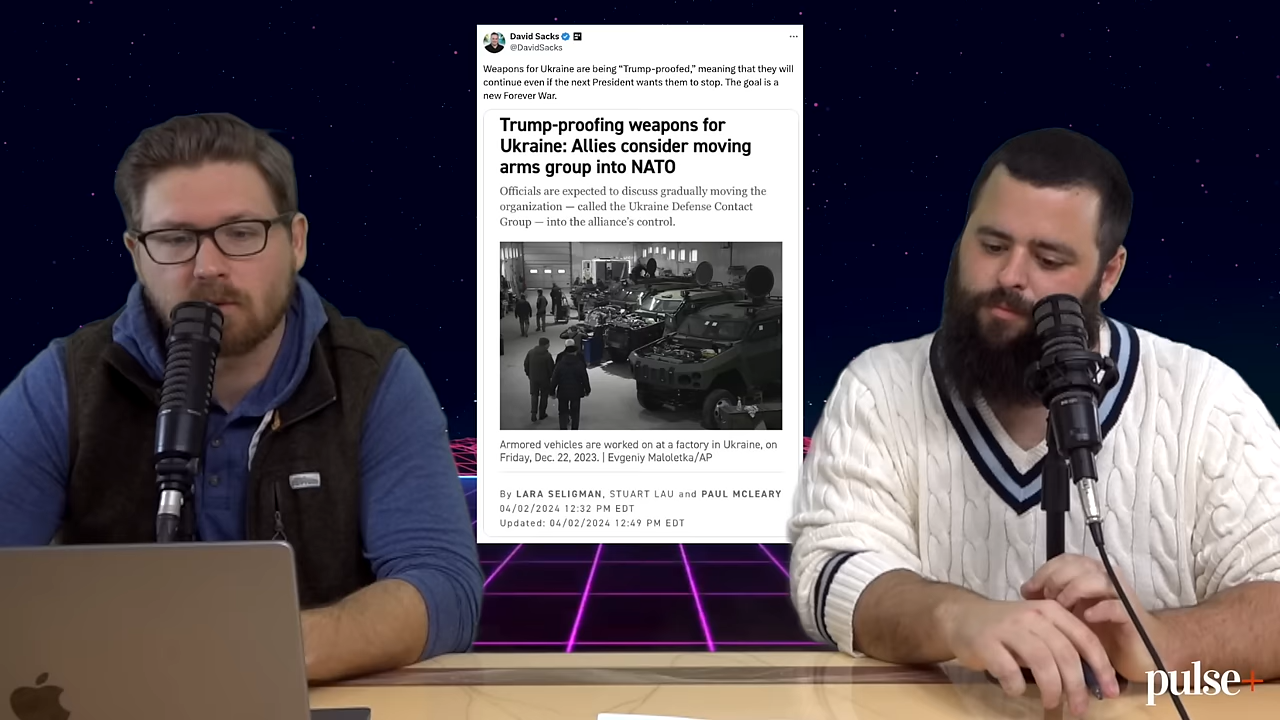 David Sacks
@DavidSacks
Weapons for Ukraine are being “Trump-proofed,” meaning that they will
continue even if the next President wants them to stop. The goal is a
new Forever War.
Trump-proofing weapons for
Ukraine: Allies consider moving
arms group into NATO
Officials are expected to discuss gradually moving the
organization — called the Ukraine Defense Contact
Group — into the alliance’s control.
Armored vehicles are worked on at a factory in Ukraine, on
Friday, Dec. 22, 2023. | Evgeniy Maloletka/AP
By LARA SELIGMAN, STUART LAU and PAUL MCLEARY
04/02/2024 12:32 PM EDT
Updated: 04/02/2024 12:49 PM EDT
pulse+